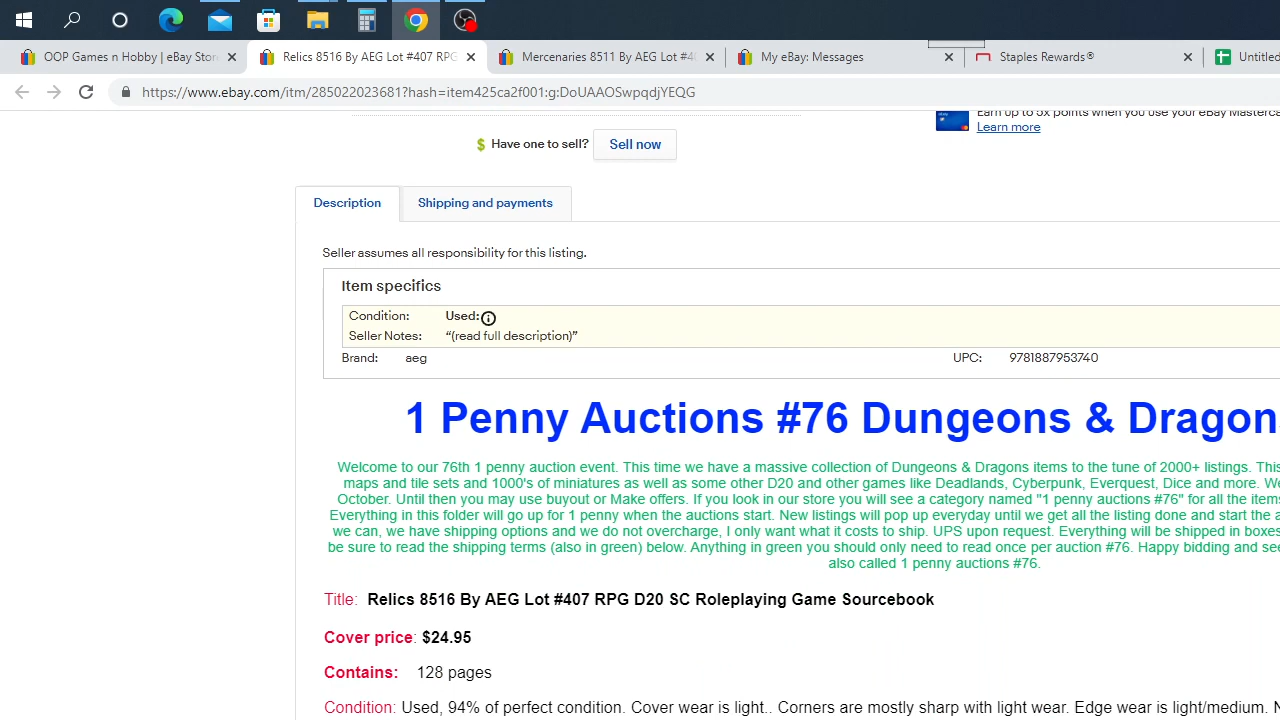 OOP Games n Hobby | eBay Stor
Relics 8516 By AEG Lot #407 RPG
Mercenaries 8511 By AEG Lot #4
My eBay: Messages
Staples Rewards®
Untitled
https://www.ebay.com/itm/285022023681?hash=item425ca2f001:g:DoUAAOSwpqdjYEQG
Earn up to 5x points when you use your eBay Masterca
Learn more
Have one to sell?
Sell now
Description
Shipping and payments
Seller assumes all responsibility for this listing.
Item specifics
Condition: Used:
Seller Notes: “(read full description)”
Brand: aeg UPC: 9781887953740
1 Penny Auctions #76 Dungeons & Dragons
Welcome to our 76th 1 penny auction event. This time we have a massive collection of Dungeons & Dragons items to the tune of 2000+ listings. This
maps and tile sets and 1000's of miniatures as well as some other D20 and other games like Deadlands, Cyberpunk, Everquest, Dice and more. We
October. Until then you may use buyout or Make offers. If you look in our store you will see a category named "1 penny auctions #76" for all the items
Everything in this folder will go up for 1 penny when the auctions start. New listings will pop up everyday until we get all the listing done and start the a
we can, we have shipping options and we do not overcharge, I only want what it costs to ship. UPS upon request. Everything will be shipped in boxes
be sure to read the shipping terms (also in green) below. Anything in green you should only need to read once per auction #76. Happy bidding and see
also called 1 penny auctions #76.
Title: Relics 8516 By AEG Lot #407 RPG D20 SC Roleplaying Game Sourcebook
Cover price: $24.95
Contains: 128 pages
Condition: Used, 94% of perfect condition. Cover wear is light.. Corners are mostly sharp with light wear. Edge wear is light/medium. N